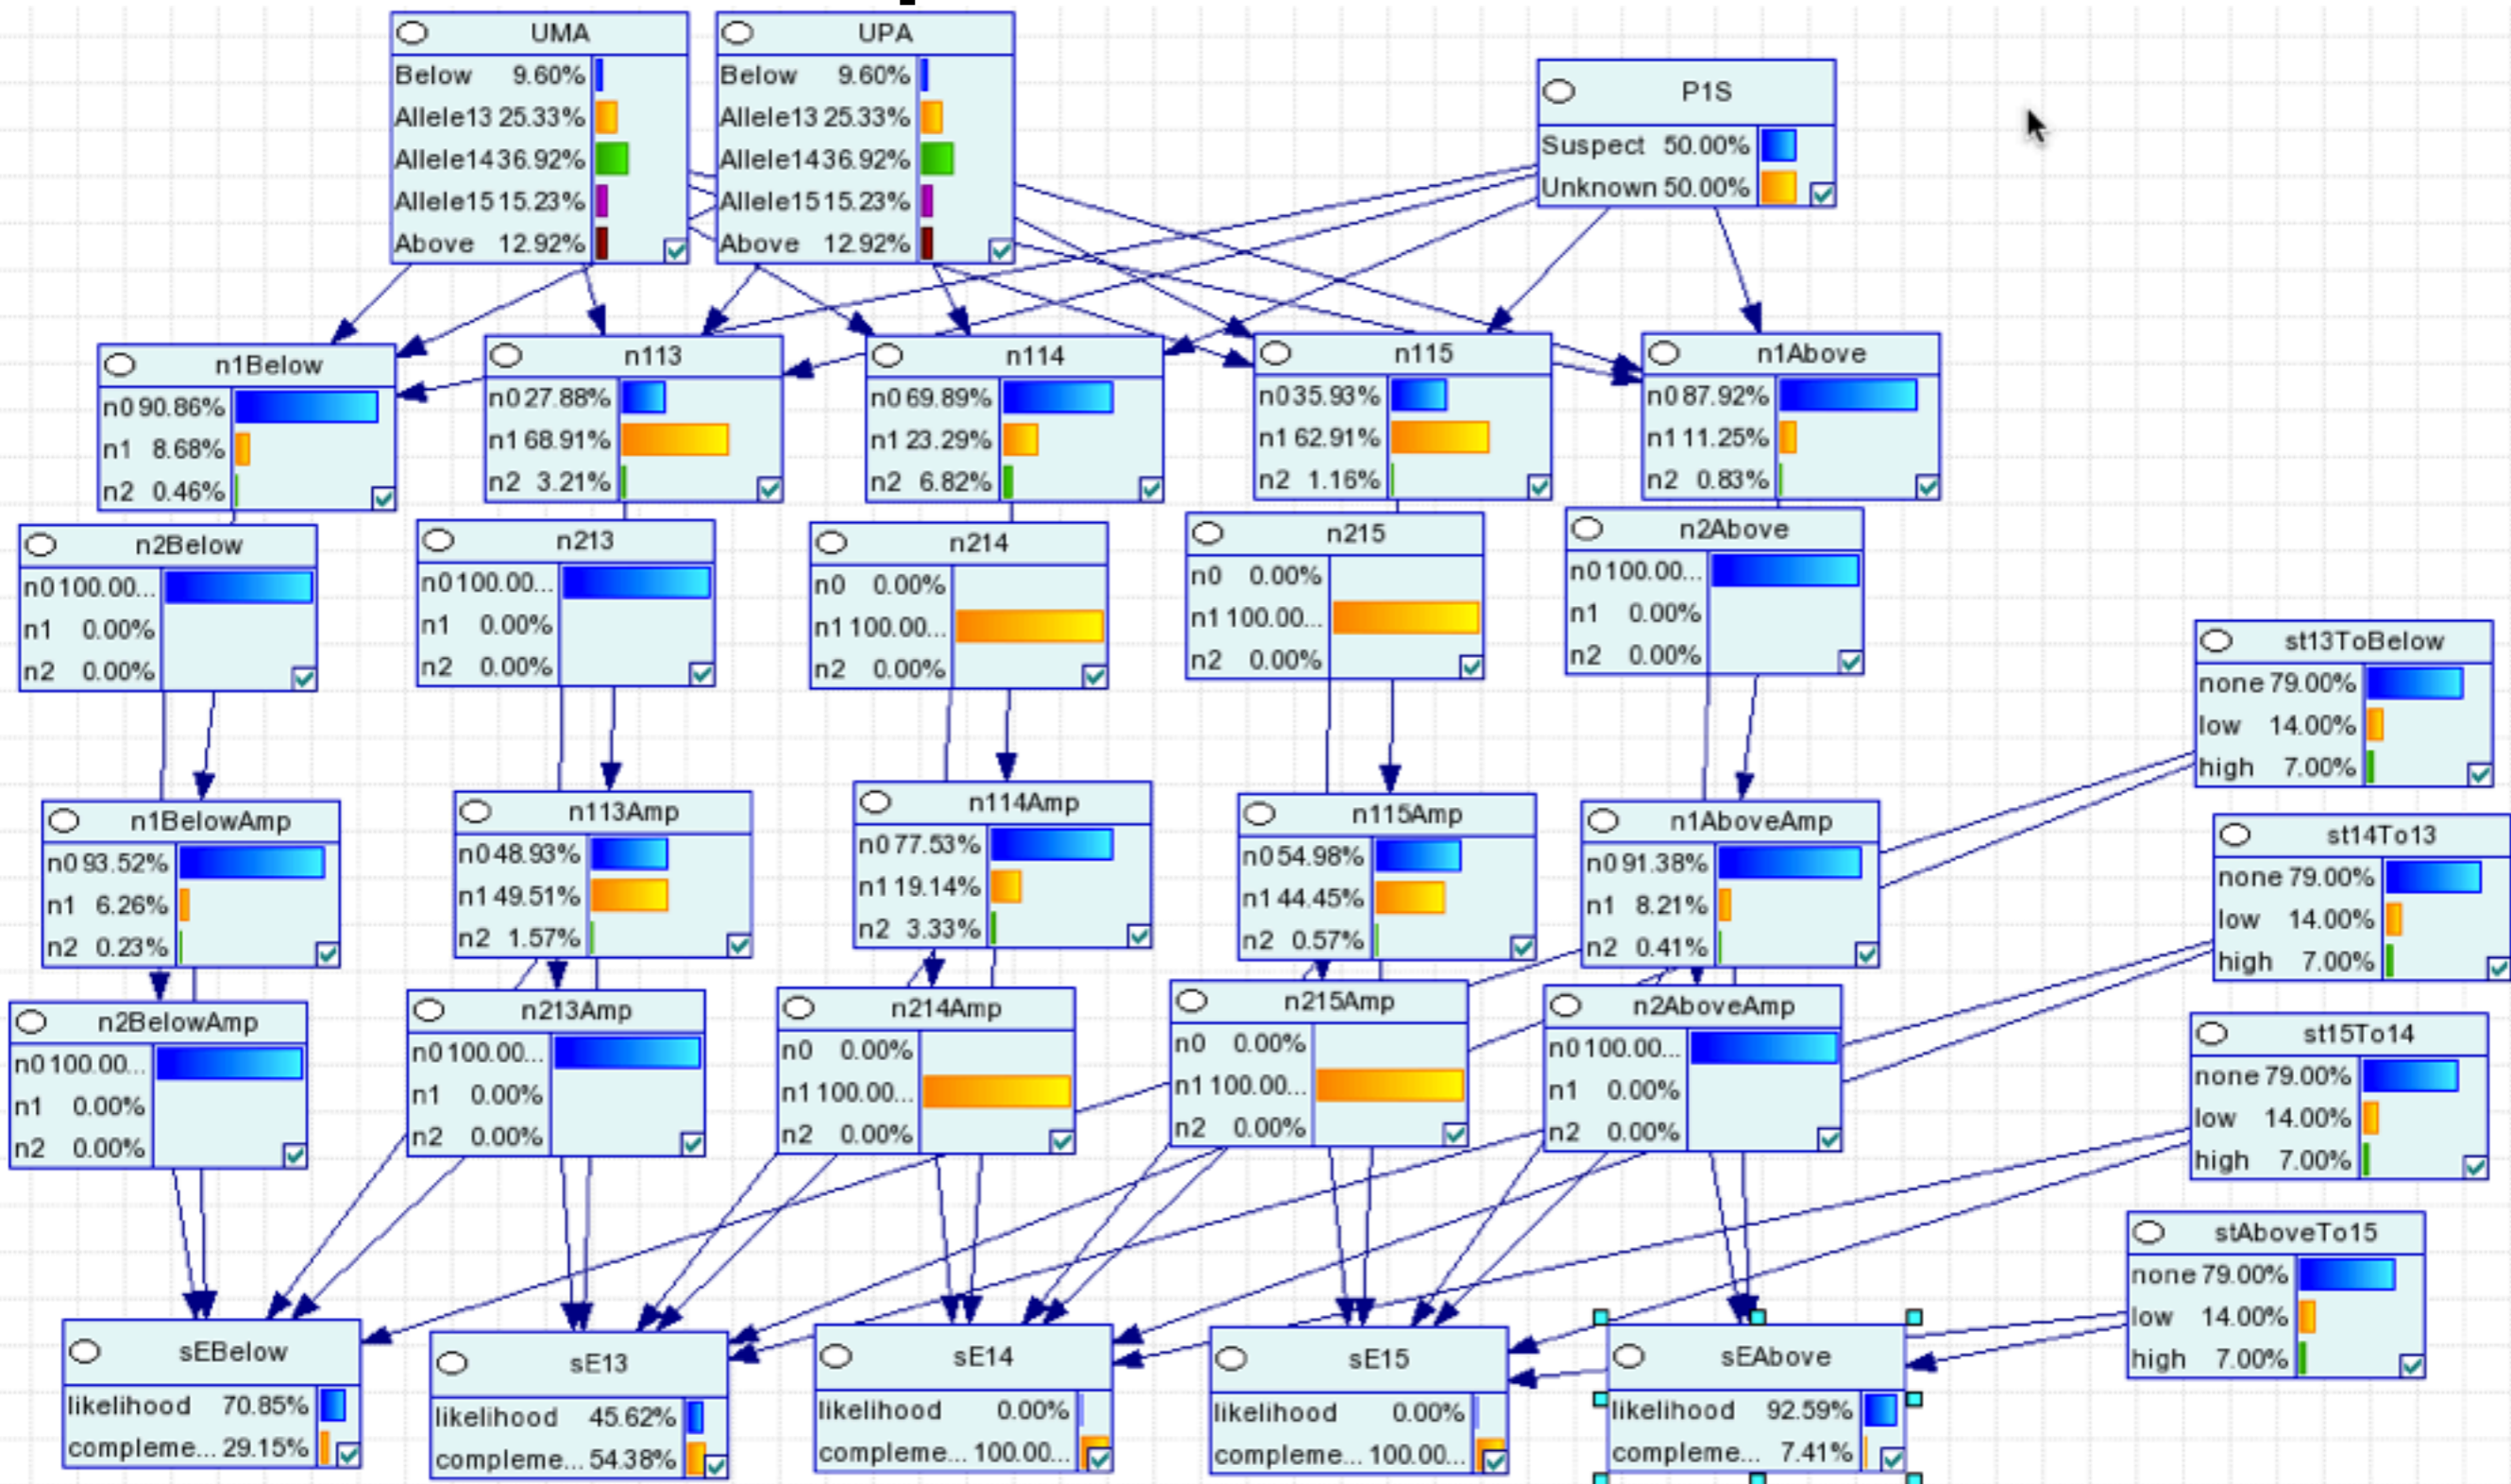 UMA
Below 9.60%
Allele13 25.33%
Allele14 36.92%
Allele15 15.23%
Above 12.92%
UPA
Below 9.60%
Allele13 25.33%
Allele14 36.92%
Allele15 15.23%
Above 12.92%
P1S
Suspect 50.00%
Unknown 50.00%
n1Below
n0 90.86%
n1 8.68%
n2 0.46%
n113
n0 27.88%
n1 68.91%
n2 3.21%
n114
n0 69.89%
n1 23.29%
n2 6.82%
n115
n0 35.93%
n1 62.91%
n2 1.16%
n1Above
n0 87.92%
n1 11.25%
n2 0.83%
n2Below
n0 100.00...
n1 0.00%
n2 0.00%
n213
n0 100.00...
n1 0.00%
n2 0.00%
n214
n0 0.00%
n1 100.00...
n2 0.00%
n215
n0 0.00%
n1 100.00...
n2 0.00%
n2Above
n0 100.00...
n1 0.00%
n2 0.00%
st13ToBelow
none 79.00%
low 14.00%
high 7.00%
n1BelowAmp
n0 93.52%
n1 6.26%
n2 0.23%
n113Amp
n0 48.93%
n1 49.51%
n2 1.57%
n114Amp
n0 77.53%
n1 19.14%
n2 3.33%
n115Amp
n0 54.98%
n1 44.45%
n2 0.57%
n1AboveAmp
n0 91.38%
n1 8.21%
n2 0.41%
st14To13
none 79.00%
low 14.00%
high 7.00%
n2BelowAmp
n0 100.00...
n1 0.00%
n2 0.00%
n213Amp
n0 100.00...
n1 0.00%
n2 0.00%
n214Amp
n0 0.00%
n1 100.00...
n2 0.00%
n215Amp
n0 0.00%
n1 100.00...
n2 0.00%
n2AboveAmp
n0 100.00...
n1 0.00%
n2 0.00%
st15To14
none 79.00%
low 14.00%
high 7.00%
stAboveTo15
none 79.00%
low 14.00%
high 7.00%
sEBelow
likelihood 70.85%
compleme... 29.15%
sE13
likelihood 45.62%
compleme... 54.38%
sE14
likelihood 0.00%
compleme... 100.00...
sE15
likelihood 0.00%
compleme... 100.00...
sEAbove
likelihood 92.59%
compleme... 7.41%